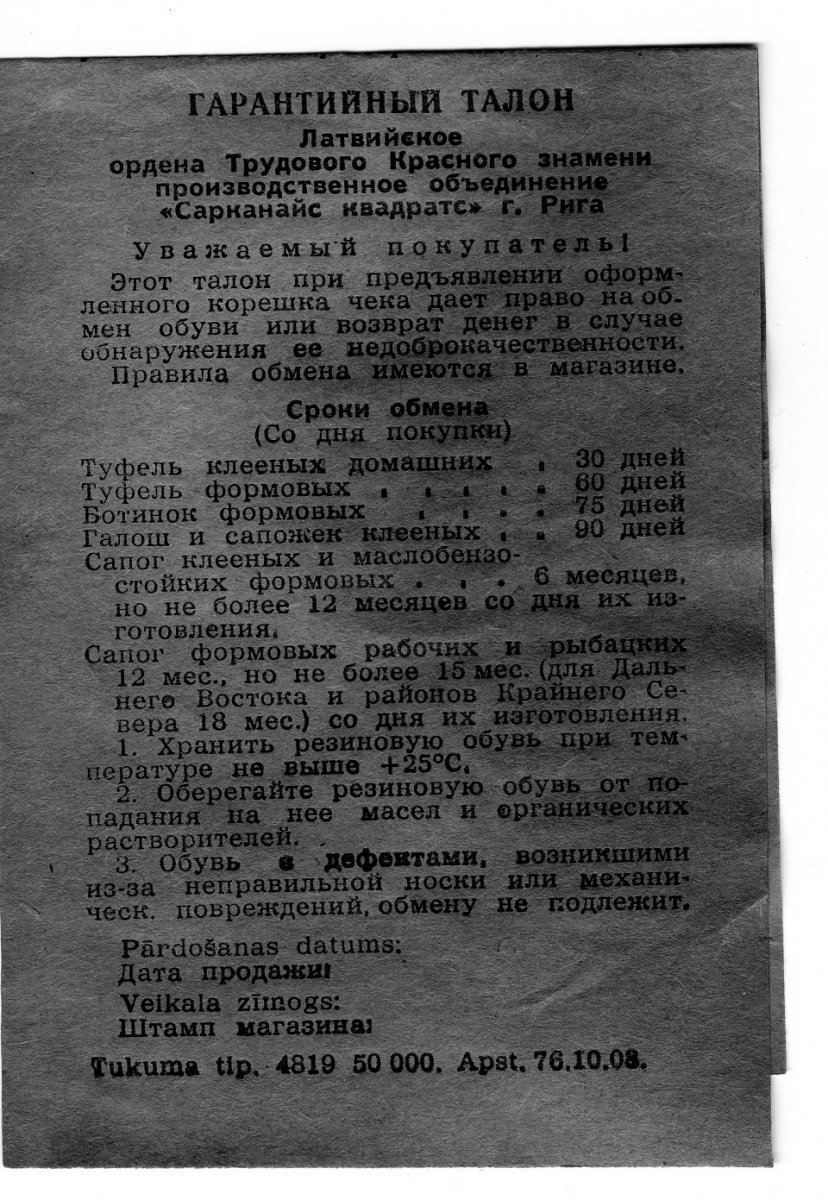 ГАРАНТИЙНЫЙ ТАЛОН
Латвийское
ордена Трудового Красного знамени
производственное объединение
«Сарканайс квадратс» г. Рига
Уважаемый покупатель!
Этот талон при предъявлении оформ-
ленного корешка чека дает право на об-
мен обуви или возврат денег в случае
обнаружения ее недоброкачественности.
Правила обмена имеются в магазине.
Сроки обмена
(Со дня покупки)
Туфель клееных домашних . 30 дней
Туфель формовых . . . . . 60 дней
Ботинок формовых . . . . 75 дней
Галош и сапожек клееных . . 90 дней
Сапог клееных и маслобензо-
стойких формовых . . . 6 месяцев,
но не более 12 месяцев со дня их из-
готовления.
Сапог формовых рабочих и рыбацких
12 мес., но не более 15 мес. (для Даль-
него Востока и районов Крайнего Се-
вера 18 мес.) со дня их изготовления.
1. Хранить резиновую обувь при тем-
пературе не выше +25°С.
2. Оберегайте резиновую обувь от по-
падания на нее масел и органических
растворителей.
3. Обувь с дефектами, возникшими
из-за неправильной носки или механи-
ческ. повреждений, обмену не подлежит.
Pārdošanas datums:
Дата продажи:
Veikala zīmogs:
Штамп магазина:
Tukuma tip. 4819 50 000. Apst. 76.10.08.